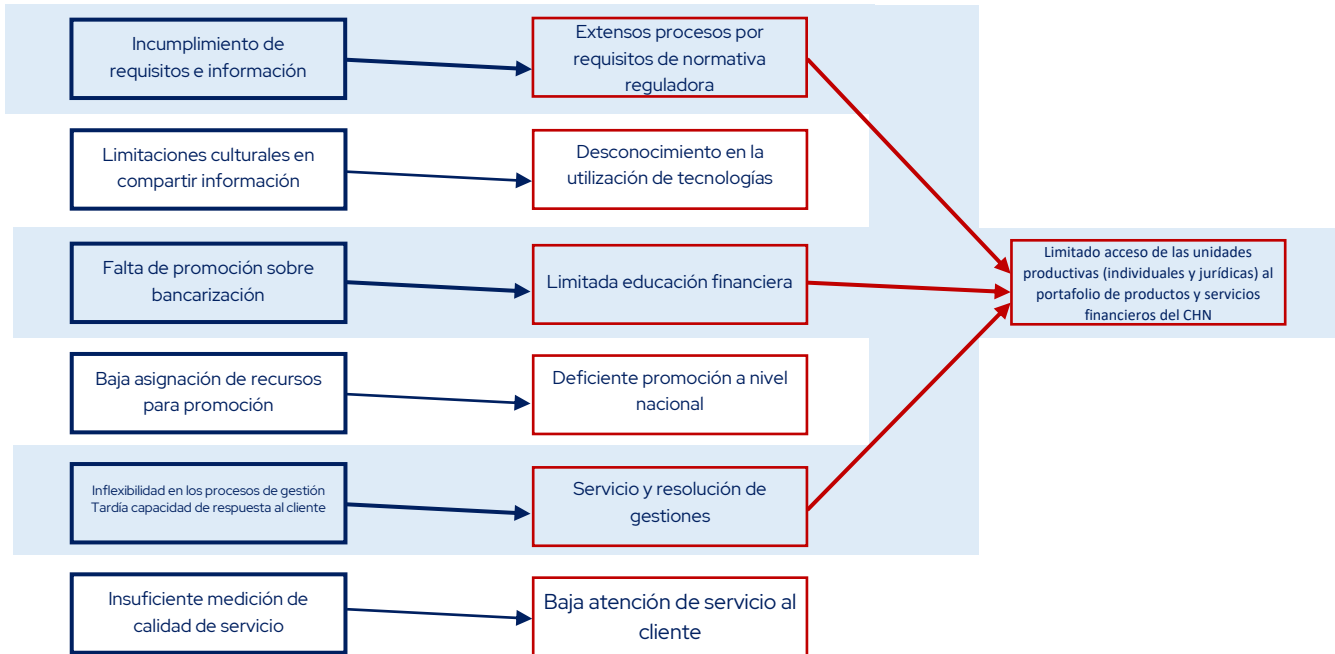 Incumplimiento de
requisitos e información
Extensos procesos por
requisitos de normativa
reguladora
Limitaciones culturales en
compartir información
Desconocimiento en la
utilización de tecnologías
Falta de promoción sobre
bancarización
Limitada educación financiera
Limitado acceso de las unidades
productivas (individuales y jurídicas) al
portafolio de productos y servicios
financieros del CHN
Baja asignación de recursos
para promoción
Deficiente promoción a nivel
nacional
Inflexibilidad en los procesos de gestión
Tardía capacidad de respuesta al cliente
Servicio y resolución de
gestiones
Insuficiente medición de
calidad de servicio
Baja atención de servicio al
cliente